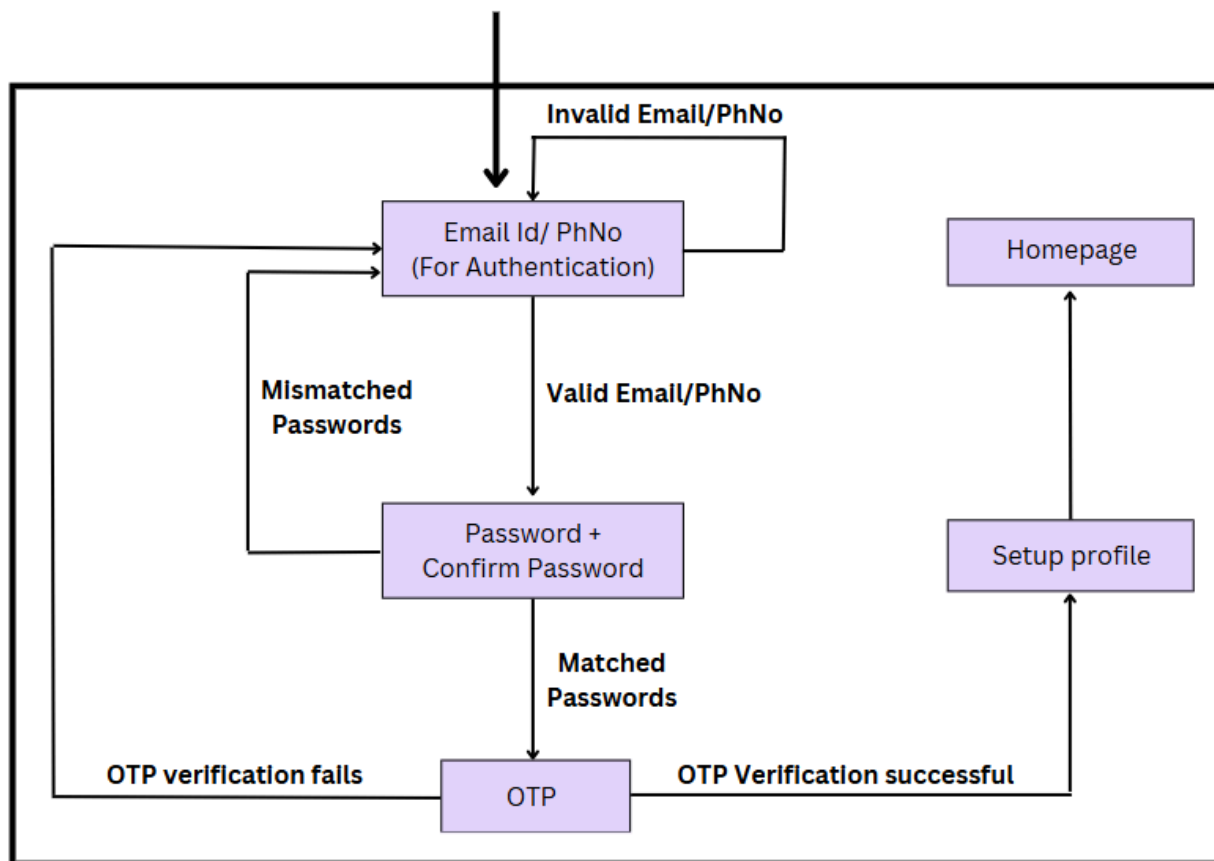 Invalid Email/PhNo
Email Id/ PhNo
(For Authentication)
Homepage
Mismatched
Passwords
Valid Email/PhNo
Password +
Confirm Password
Setup profile
Matched
Passwords
OTP verification fails
OTP
OTP Verification successful